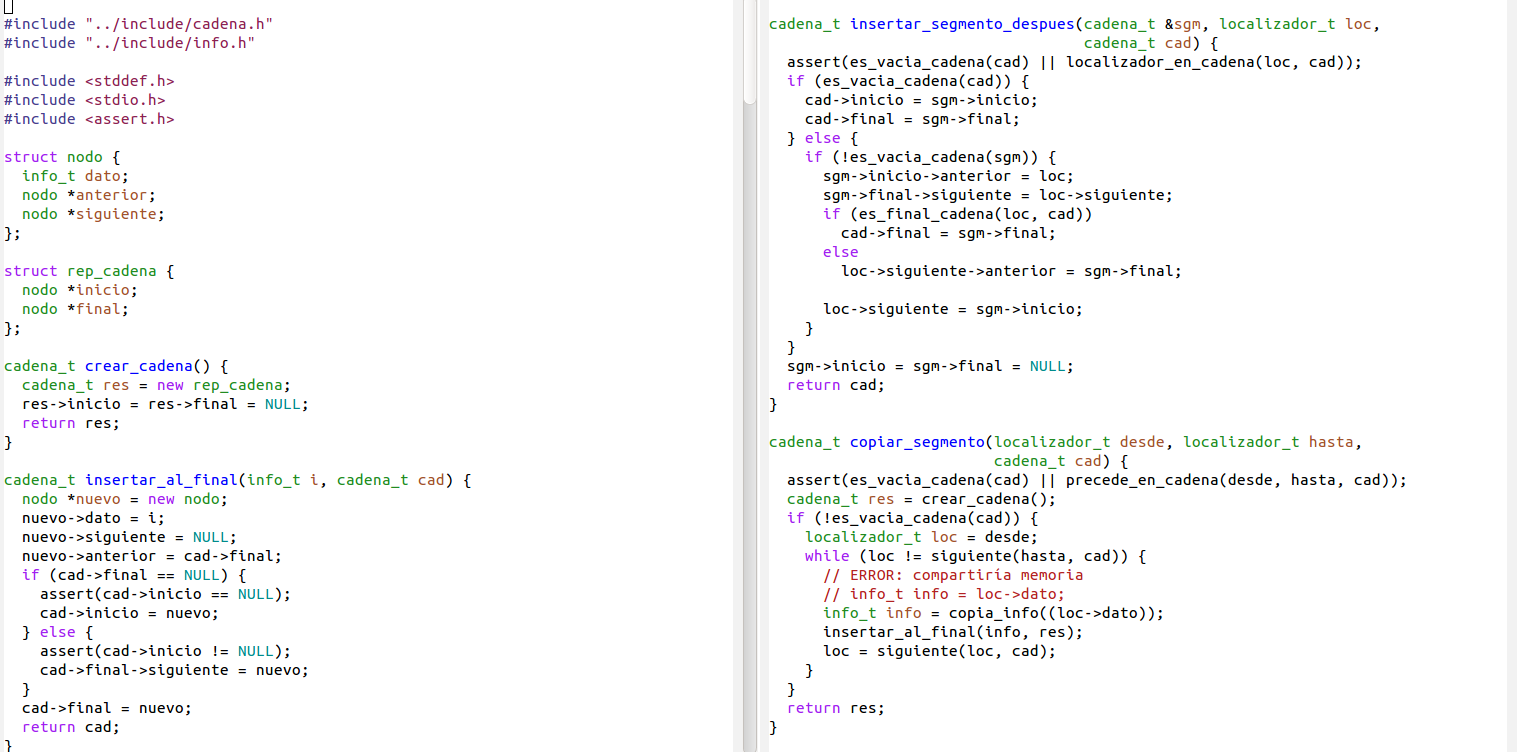 #include "../include/cadena.h"
#include "../include/info.h"

#include <stddef.h>
#include <stdio.h>
#include <assert.h>

struct nodo {
  info_t dato;
  nodo *anterior;
  nodo *siguiente;
};

struct rep_cadena {
  nodo *inicio;
  nodo *final;
};

cadena_t crear_cadena() {
  cadena_t res = new rep_cadena;
  res->inicio = res->final = NULL;
  return res;
}

cadena_t insertar_al_final(info_t i, cadena_t cad) {
  nodo *nuevo = new nodo;
  nuevo->dato = i;
  nuevo->siguiente = NULL;
  nuevo->anterior = cad->final;
  if (cad->final == NULL) {
    assert(cad->inicio == NULL);
    cad->inicio = nuevo;
  } else {
    assert(cad->inicio != NULL);
    cad->final->siguiente = nuevo;
  }
  cad->final = nuevo;
  return cad;
}

cadena_t insertar_segmento_despues(cadena_t &sgm, localizador_t loc,
                                   cadena_t cad) {
  assert(es_vacia_cadena(cad) || localizador_en_cadena(loc, cad));
  if (es_vacia_cadena(cad)) {
    cad->inicio = sgm->inicio;
    cad->final = sgm->final;
  } else {
    if (!es_vacia_cadena(sgm)) {
      sgm->inicio->anterior = loc;
      sgm->final->siguiente = loc->siguiente;
      if (es_final_cadena(loc, cad))
        cad->final = sgm->final;
      else
        loc->siguiente->anterior = sgm->final;

      loc->siguiente = sgm->inicio;
    }
  }
  sgm->inicio = sgm->final = NULL;
  return cad;
}

cadena_t copiar_segmento(localizador_t desde, localizador_t hasta,
                         cadena_t cad) {
  assert(es_vacia_cadena(cad) || precede_en_cadena(desde, hasta, cad));
  cadena_t res = crear_cadena();
  if (!es_vacia_cadena(cad)) {
    localizador_t loc = desde;
    while (loc != siguiente(hasta, cad)) {
      // ERROR: compartiría memoria
      // info_t info = loc->dato;
      info_t info = copia_info((loc->dato));
      insertar_al_final(info, res);
      loc = siguiente(loc, cad);
    }
  }
  return res;
}